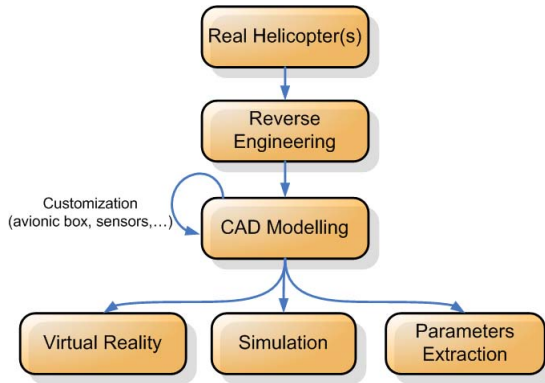 Real Helicopter(s)
Reverse
Engineering
Customization
(avionic box, sensors,...)
CAD Modelling
Virtual Reality
Simulation
Parameters
Extraction